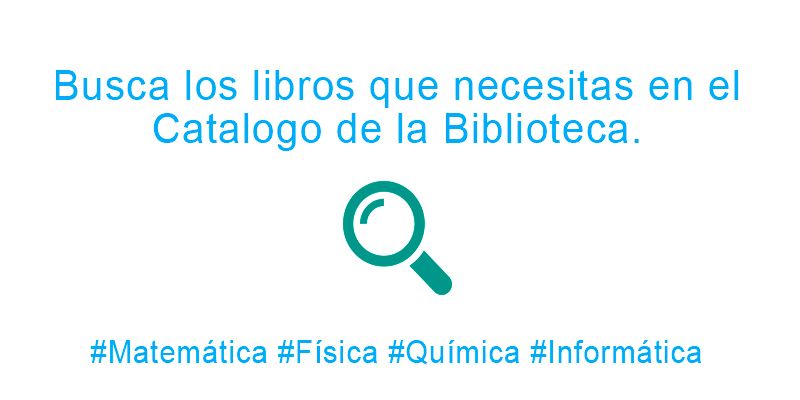 Busca los libros que necesitas en el
Catalogo de la Biblioteca.
#Matemática #Física #Química #Informática